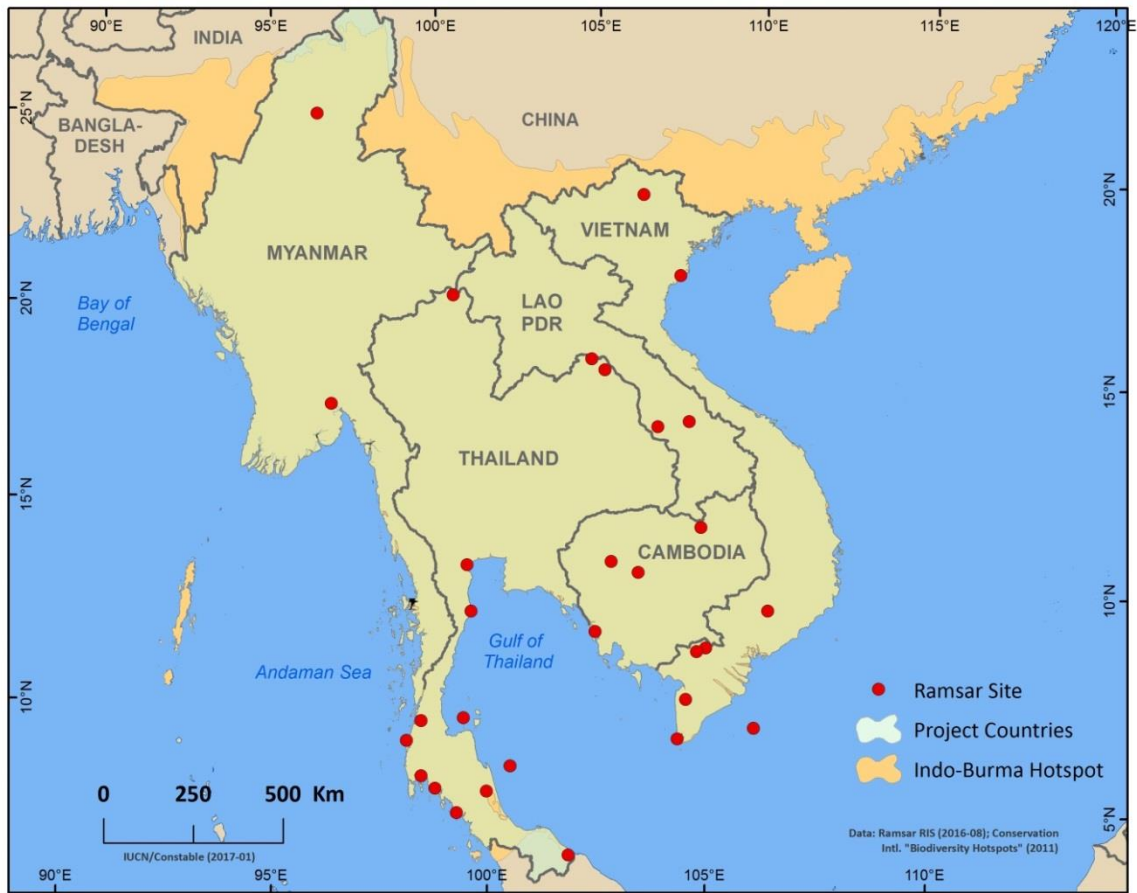 90°E
95°E
100°E
105°E
110°E
115°E
120°E
INDIA
25°N
25°N
BANGLA-
DESH
CHINA
20°N
VIETNAM
MYANMAR
20°N
LAO
PDR
Bay of
Bengal
15°N
THAILAND
15°N
CAMBODIA
10°N
Gulf of
Thailand
Andaman Sea
10°N
Ramsar Site
Project Countries
Indo-Burma Hotspot
0 250 500 Km
5°N
IUCN/Constable (2017-01)
Data: Ramsar RIS (2016-08); Conservation
Intl. "Biodiversity Hotspots" (2011)
90°E
95°E
100°E
105°E
110°E